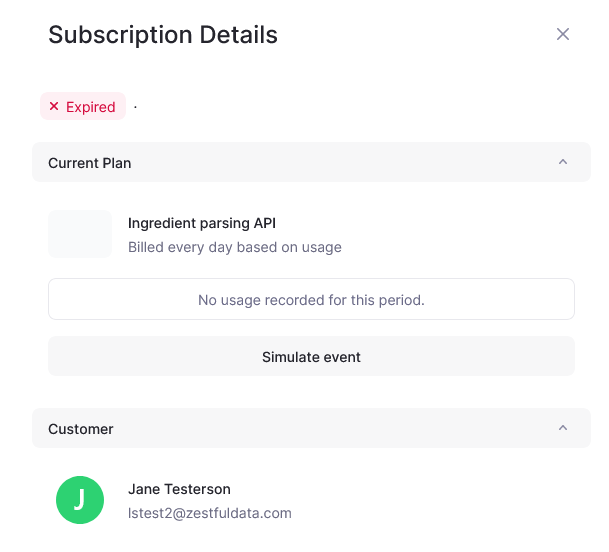 Subscription Details
Expired ·
Current Plan
Ingredient parsing API
Billed every day based on usage
No usage recorded for this period.
Simulate event
Customer
J
Jane Testerson
lstest2@zestfuldata.com